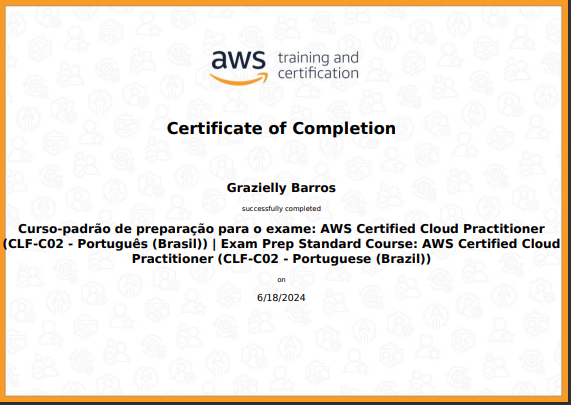 aws training and
certification
Certificate of Completion
Grazielly Barros
successfully completed
Curso-padrão de preparação para o exame: AWS Certified Cloud Practitioner
(CLF-C02 - Português (Brasil)) | Exam Prep Standard Course: AWS Certified Cloud
Practitioner (CLF-C02 - Portuguese (Brazil))
on
6/18/2024